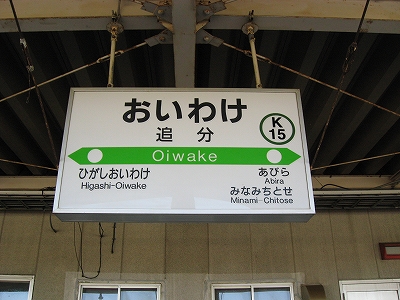 おいわけ
追分
K
15
Oiwake
ひがしおいわけ
Higashi-Oiwake
あびら
Abira
みなみちとせ
Minami-Chitose